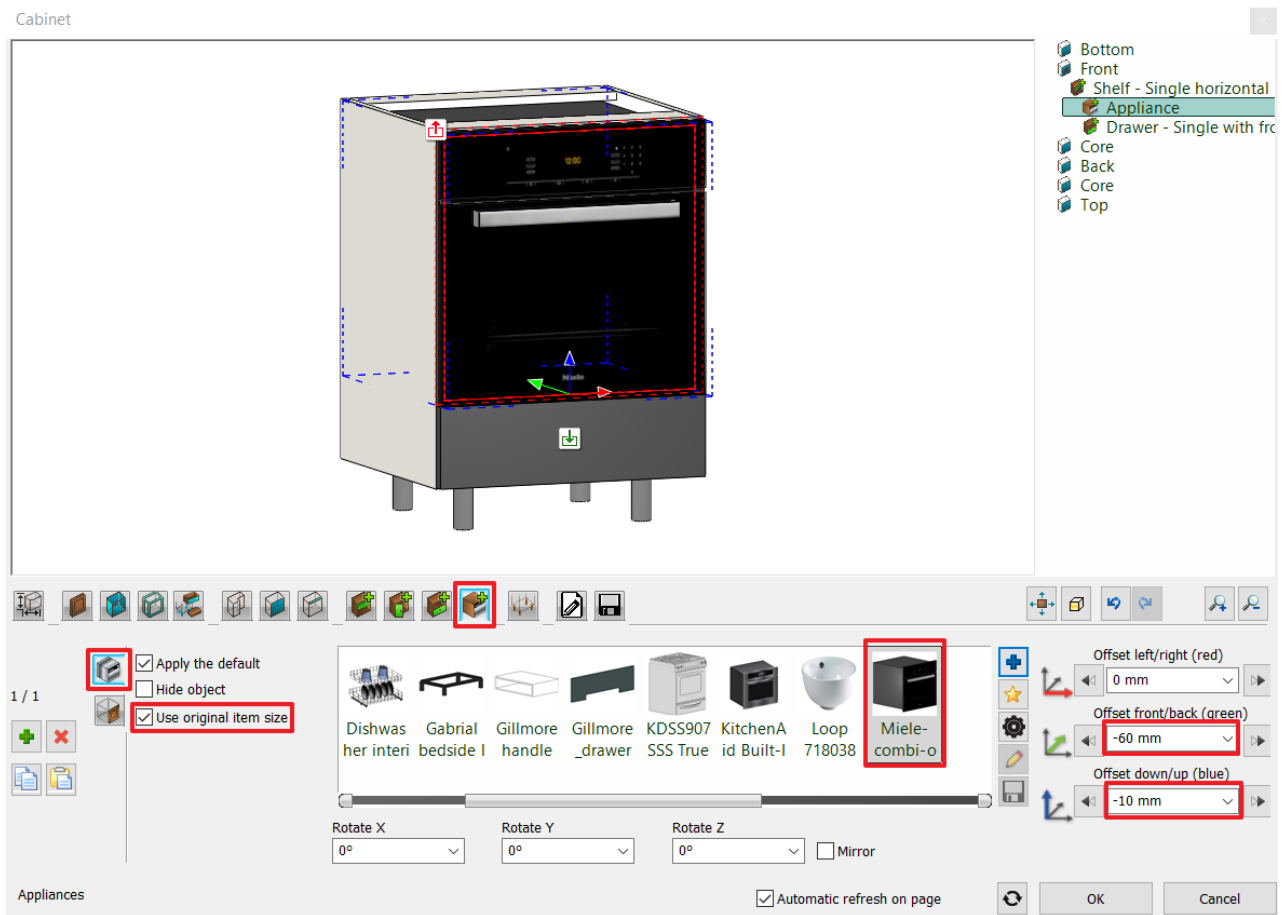 Cabinet
Bottom
Front
Shelf - Single horizontal
Appliance
Drawer - Single with fro
Core
Back
Core
Top
12:00
Miele
1 / 1
Apply the default
Hide object
Use original item size
Dishwas
her interi
Gabrial
bedside l
Gillmore
handle
Gillmore
_drawer
KDSS907
SSS True
KitchenA
id Built-I
Loop
718038
Miele-
combi-o
Offset left/right (red)
0 mm
Offset front/back (green)
-60 mm
Offset down/up (blue)
-10 mm
Rotate X
0°
Rotate Y
0°
Rotate Z
0°
Mirror
Appliances
Automatic refresh on page
OK
Cancel